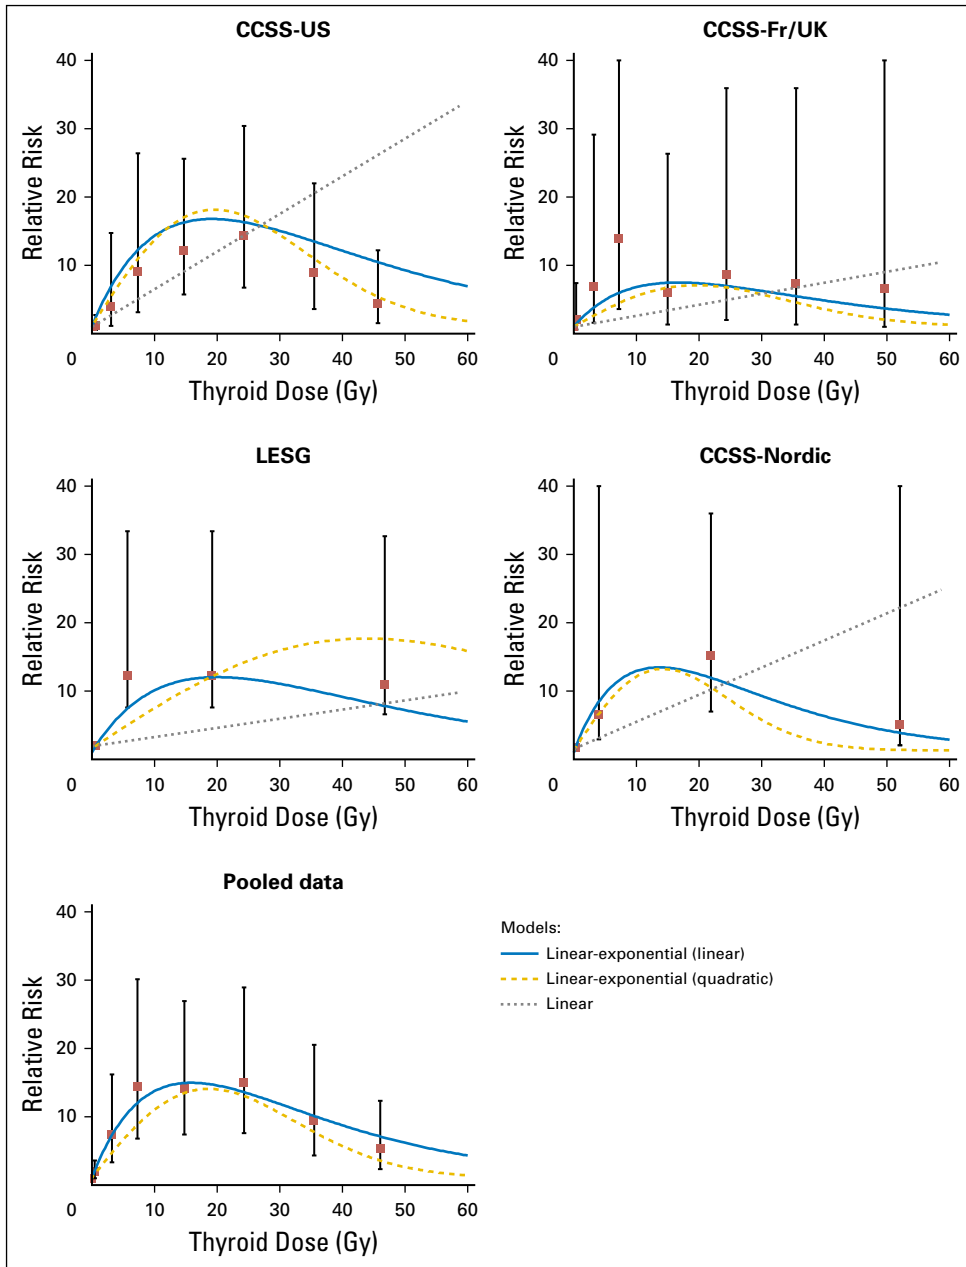 CCSS-US
40
30
20
10
0 10 20 30 40 50 60
Relative Risk
Thyroid Dose (Gy)
CCSS-Fr/UK
40
30
20
10
0 10 20 30 40 50 60
Relative Risk
Thyroid Dose (Gy)
LESG
40
30
20
10
0 10 20 30 40 50 60
Relative Risk
Thyroid Dose (Gy)
CCSS-Nordic
40
30
20
10
0 10 20 30 40 50 60
Relative Risk
Thyroid Dose (Gy)
Pooled data
40
30
20
10
0 10 20 30 40 50 60
Relative Risk
Thyroid Dose (Gy)
Models:
Linear-exponential (linear)
Linear-exponential (quadratic)
Linear